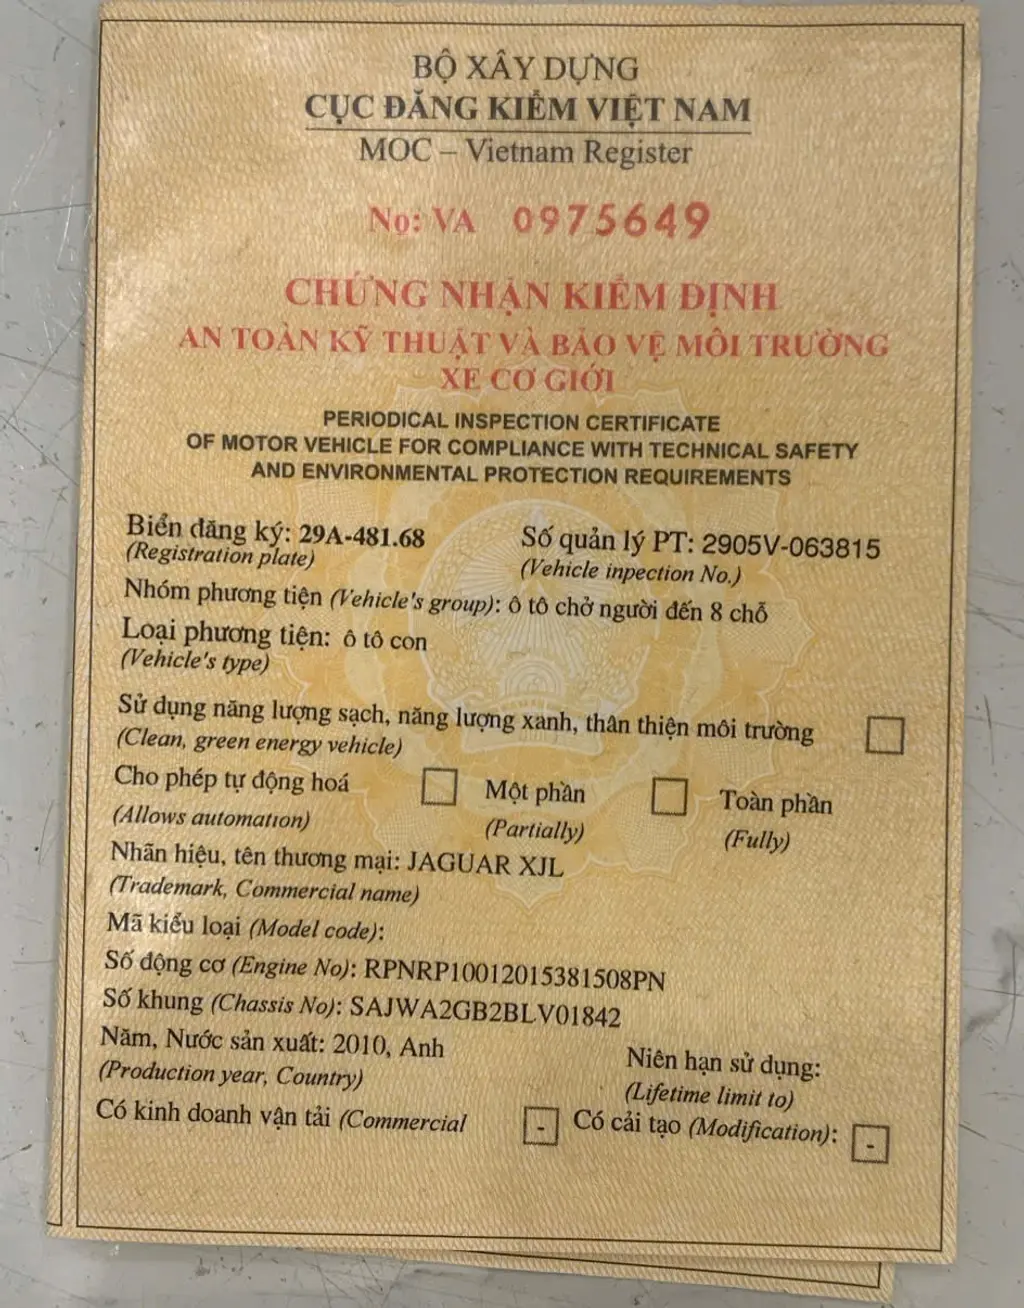 BỘ XÂY DỰNG
CỤC ĐĂNG KIỂM VIỆT NAM
MOC – Vietnam Register
Nọ: VA 0975649
CHỨNG NHẬN KIỂM ĐỊNH
AN TOÀN KỸ THUẬT VÀ BẢO VỆ MÔI TRƯỜNG
XE CƠ GIỚI
PERIODICAL INSPECTION CERTIFICATE
OF MOTOR VEHICLE FOR COMPLIANCE WITH TECHNICAL SAFETY
AND ENVIRONMENTAL PROTECTION REQUIREMENTS
Biển đăng ký: 29A-481.68 Số quản lý PT: 2905V-063815
(Registration plate) (Vehicle inpection No.)
Nhóm phương tiện (Vehicle's group): ô tô chở người đến 8 chỗ
Loại phương tiện: ô tô con
(Vehicle's type)
Sử dụng năng lượng sạch, năng lượng xanh, thân thiện môi trường
(Clean, green energy vehicle)
Cho phép tự động hoá Một phần Toàn phần
(Allows automation) (Partially) (Fully)
Nhãn hiệu, tên thương mại: JAGUAR XJL
(Trademark, Commercial name)
Mã kiểu loại (Model code):
Số động cơ (Engine No): RPNRP10012015381508PN
Số khung (Chassis No): SAJWA2GB2BLV01842
Năm, Nước sản xuất: 2010, Anh Niên hạn sử dụng:
(Production year, Country) (Lifetime limit to)
Có kinh doanh vận tải (Commercial - Có cải tạo (Modification): -